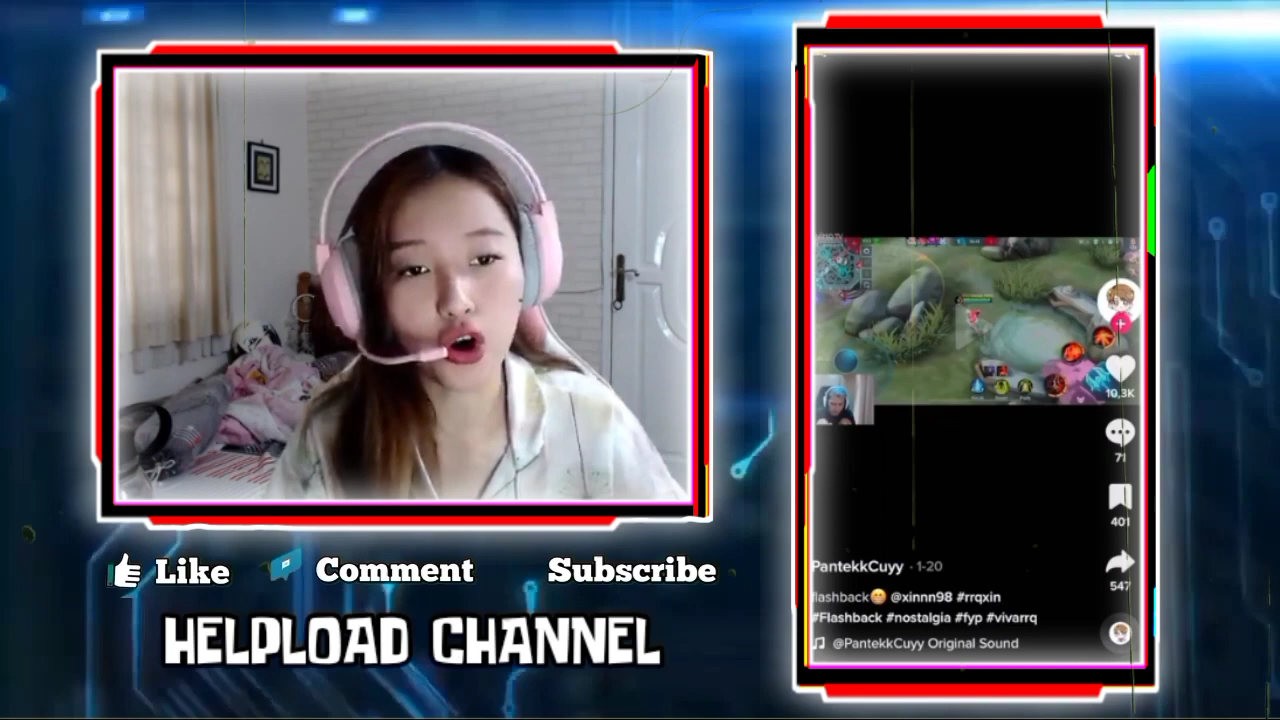 Like
Comment
Subscribe
HELPLOAD CHANNEL
10,3K
71
401
547
PantekkCuyy · 1-20
flashback😁 @xinnn98 #rrqxin
#Flashback #nostalgia #fyp #vivarrq
@PantekkCuyy Original Sound